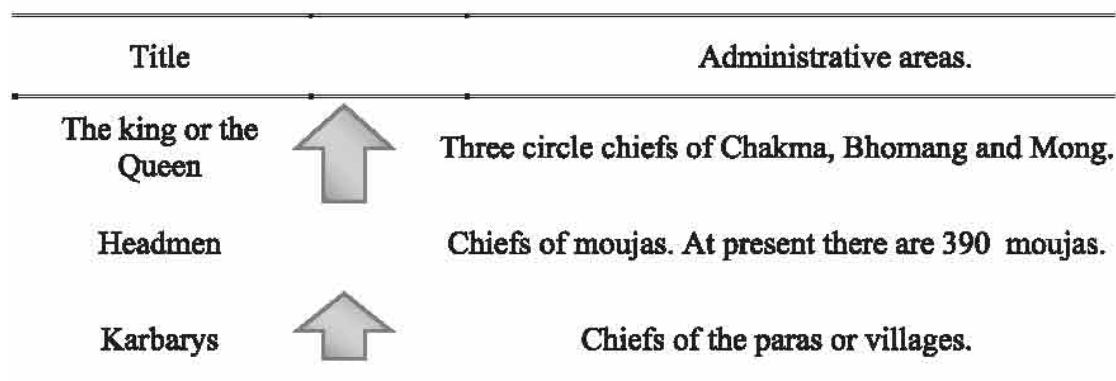 Title Administrative areas.
The king or the
Queen
Three circle chiefs of Chakma, Bhomang and Mong.
Headmen Chiefs of moujas. At present there are 390 moujas.
Karbarys Chiefs of the paras or villages.